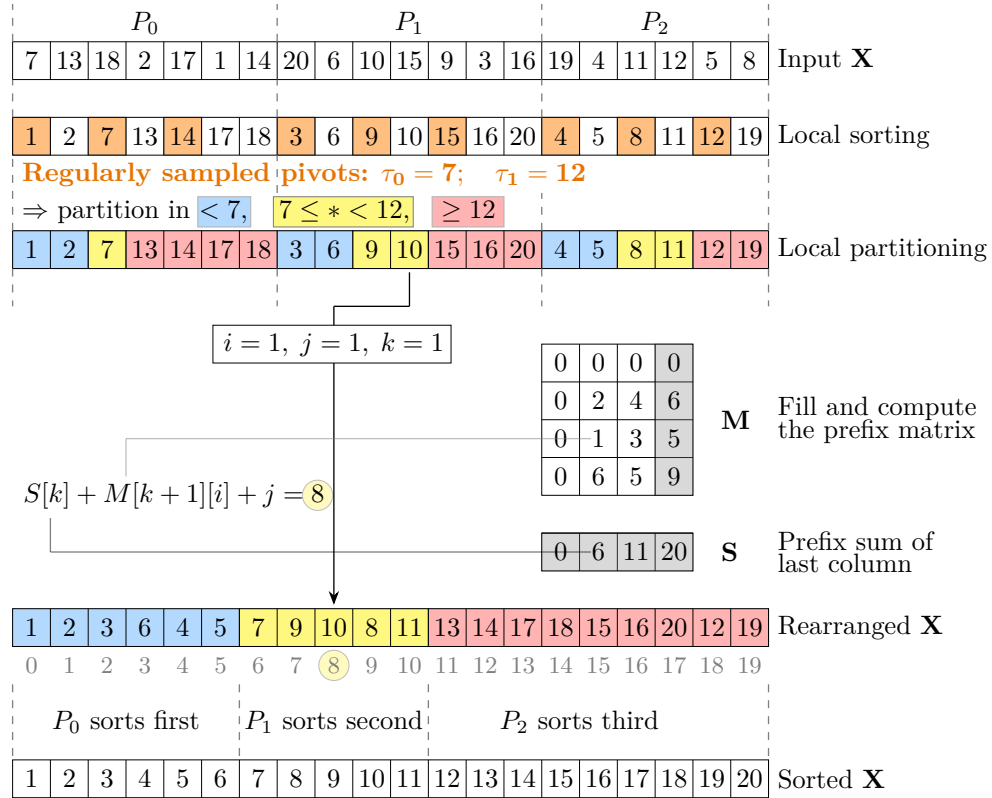 P₀ P₁ P₂
7 13 18 2 17 1 14 20 6 10 15 9 3 16 19 4 11 12 5 8 Input X
1 2 7 13 14 17 18 3 6 9 10 15 16 20 4 5 8 11 12 19 Local sorting
Regularly sampled pivots: τ₀ = 7; τ₁ = 12
⇒ partition in < 7, 7 ≤ * < 12, ≥ 12
1 2 7 13 14 17 18 3 6 9 10 15 16 20 4 5 8 11 12 19 Local partitioning
i = 1, j = 1, k = 1
0 0 0 0
0 2 4 6
0 1 3 5
0 6 5 9
M
Fill and compute
the prefix matrix
S[k] + M[k + 1][i] + j = 8
0 6 11 20 S
Prefix sum of
last column
1 2 3 6 4 5 7 9 10 8 11 13 14 17 18 15 16 20 12 19 Rearranged X
0 1 2 3 4 5 6 7 8 9 10 11 12 13 14 15 16 17 18 19
P₀ sorts first P₁ sorts second P₂ sorts third
1 2 3 4 5 6 7 8 9 10 11 12 13 14 15 16 17 18 19 20 Sorted X